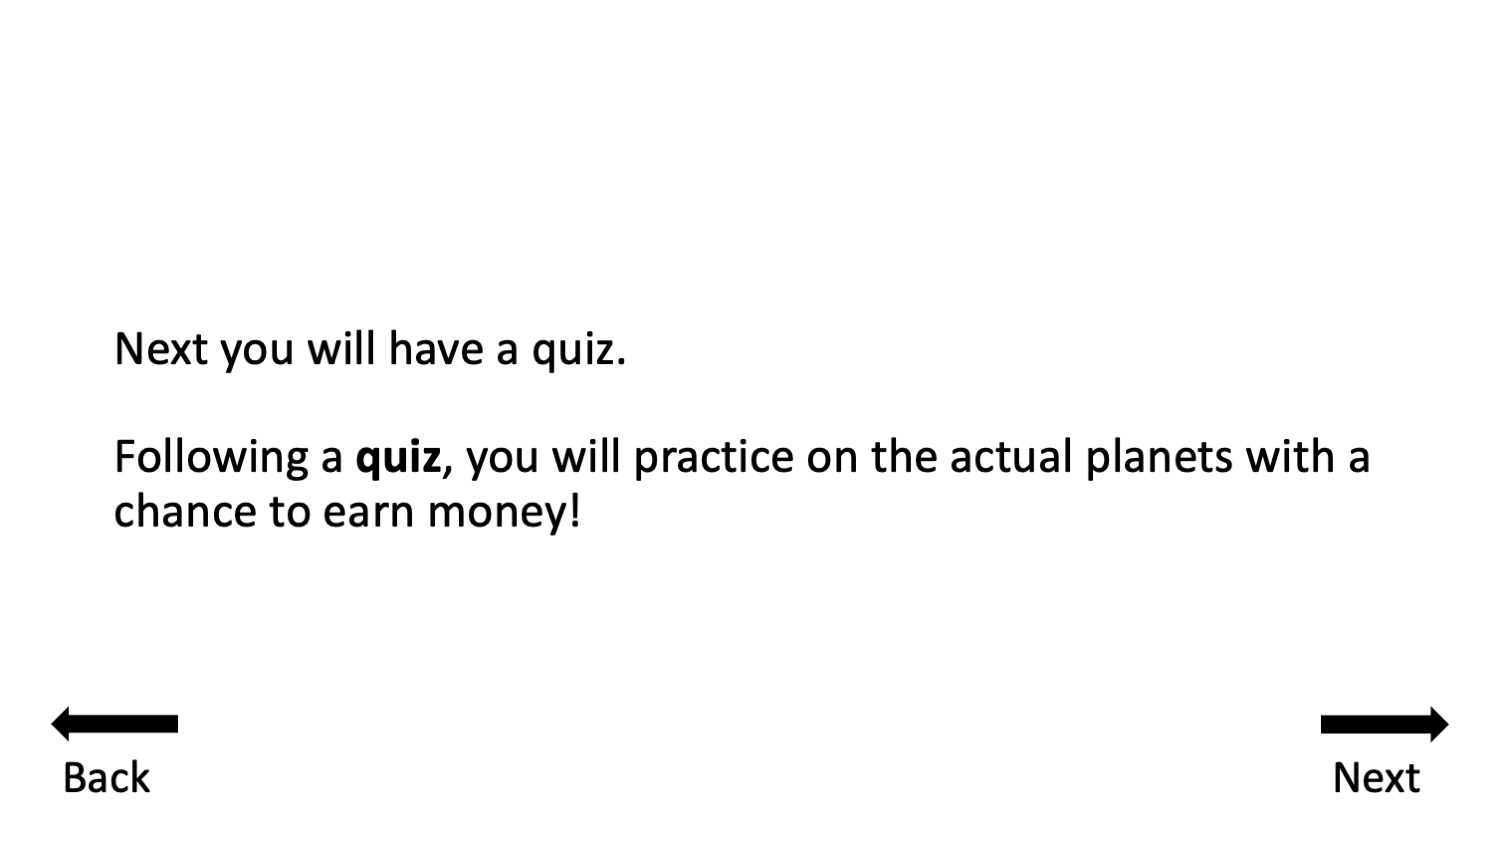 Next you will have a quiz.
Following a quiz, you will practice on the actual planets with a
chance to earn money!
Back
Next